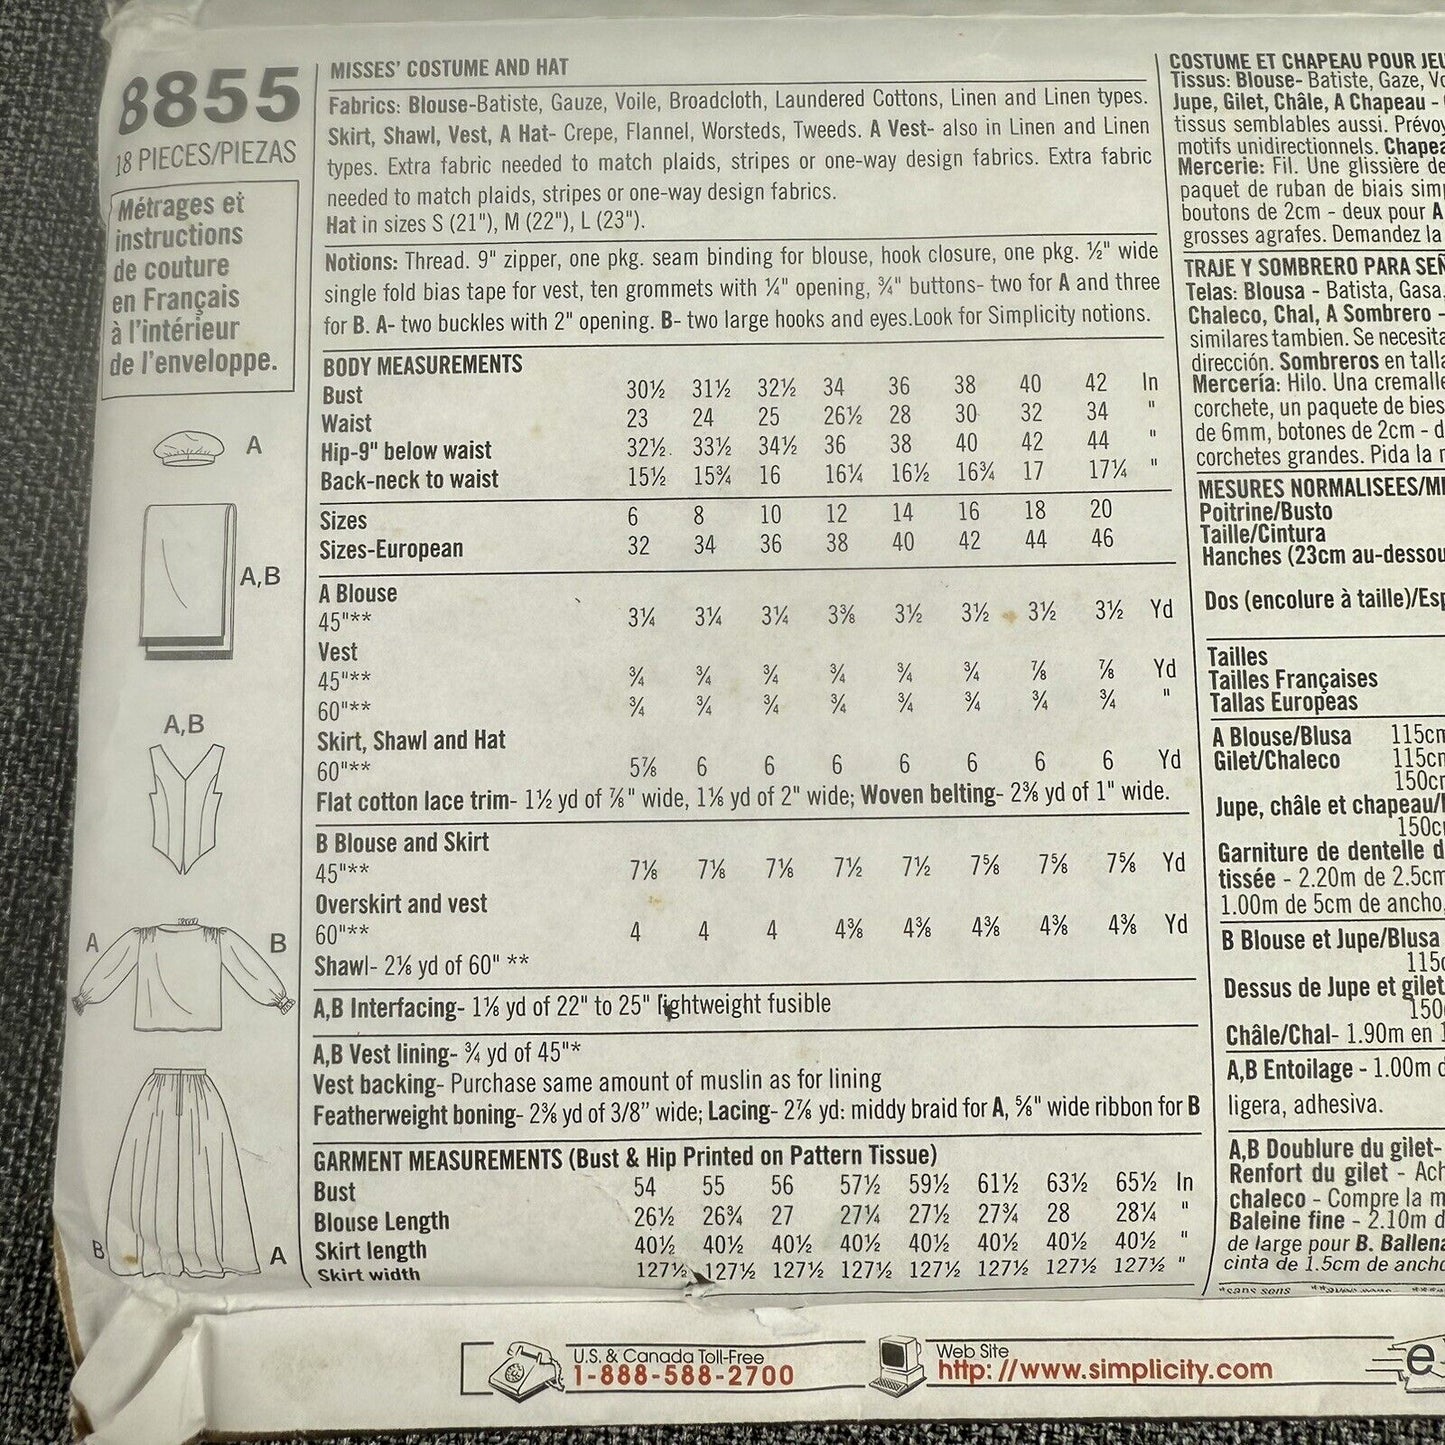 8855
18 PIECES/PIEZAS
Métrages et
instructions
de couture
en Français
à l'intérieur
de l'enveloppe.
A
A,B
A,B
A
B
B
A
MISSES' COSTUME AND HAT
Fabrics: Blouse-Batiste, Gauze, Voile, Broadcloth, Laundered Cottons, Linen and Linen types.
Skirt, Shawl, Vest, A Hat- Crepe, Flannel, Worsteds, Tweeds. A Vest- also in Linen and Linen
types. Extra fabric needed to match plaids, stripes or one-way design fabrics. Extra fabric
needed to match plaids, stripes or one-way design fabrics.
Hat in sizes S (21"), M (22"), L (23").
Notions: Thread. 9" zipper, one pkg. seam binding for blouse, hook closure, one pkg. ½" wide
single fold bias tape for vest, ten grommets with ¼" opening, ¾" buttons- two for A and three
for B. A- two buckles with 2" opening. B- two large hooks and eyes.Look for Simplicity notions.
BODY MEASUREMENTS
Bust 30½ 31½ 32½ 34 36 38 40 42 In
Waist 23 24 25 26½ 28 30 32 34 "
Hip-9" below waist 32½ 33½ 34½ 36 38 40 42 44 "
Back-neck to waist 15½ 15¾ 16 16¼ 16½ 16¾ 17 17¼ "
Sizes 6 8 10 12 14 16 18 20
Sizes-European 32 34 36 38 40 42 44 46
A Blouse
45"** 3¼ 3¼ 3¼ 3⅜ 3½ 3½ 3½ 3½ Yd
Vest
45"** ¾ ¾ ¾ ¾ ¾ ¾ ⅞ ⅞ Yd
60"** ¾ ¾ ¾ ¾ ¾ ¾ ¾ ¾ "
Skirt, Shawl and Hat
60"** 5⅞ 6 6 6 6 6 6 6 Yd
Flat cotton lace trim- 1½ yd of ⅞" wide, 1⅛ yd of 2" wide; Woven belting- 2⅜ yd of 1" wide.
B Blouse and Skirt
45"** 7⅛ 7⅛ 7⅛ 7½ 7½ 7⅝ 7⅝ 7⅝ Yd
Overskirt and vest
60"** 4 4 4 4⅜ 4⅜ 4⅜ 4⅜ 4⅜ Yd
Shawl- 2⅛ yd of 60" **
A,B Interfacing- 1⅛ yd of 22" to 25" lightweight fusible
A,B Vest lining- ¾ yd of 45"*
Vest backing- Purchase same amount of muslin as for lining
Featherweight boning- 2⅜ yd of 3/8" wide; Lacing- 2⅞ yd: middy braid for A, ⅝" wide ribbon for B
GARMENT MEASUREMENTS (Bust & Hip Printed on Pattern Tissue)
Bust 54 55 56 57½ 59½ 61½ 63½ 65½ In
Blouse Length 26½ 26¾ 27 27¼ 27½ 27¾ 28 28¼ "
Skirt length 40½ 40½ 40½ 40½ 40½ 40½ 40½ 40½ "
Skirt width 127½ 127½ 127½ 127½ 127½ 127½ 127½ 127½ "
COSTUME ET CHAPEAU POUR
Tissus: Blouse- Batiste, Gaze,
Jupe, Gilet, Châle, A Chapeau -
tissus semblables aussi.
motifs unidirectionnels.
Mercerie: Fil. Une glissière de
paquet de ruban de biais
boutons de 2cm - deux pour A
grosses agrafes. Demandez la
TRAJE Y SOMBRERO PARA
Telas: Blusa - Batista, Gasa
Chaleco, Chal, A Sombrero -
similares tambien. Se
dirección. Sombreros en
Mercería: Hilo. Una
corchete, un paquete de
de 6mm, botones de 2cm -
corchetes grandes. Pida la
MESURES NORMALISEES/
Poitrine/Busto
Taille/Cintura
Hanches (23cm
Dos (encolure à taille)/
Tailles
Tailles Françaises
Tallas Europeas
A Blouse/Blusa 115cm
Gilet/Chaleco 115cm
150cm
Jupe, châle et chapeau/
150cm
Garniture de dentelle
tissée - 2.20m de 2.5cm
1.00m de 5cm de ancho
B Blouse et Jupe/Blusa
115
Dessus de Jupe et gilet
150
Châle/Chal- 1.90m en
A,B Entoilage - 1.00m
ligera, adhesiva.
A,B Doublure du gilet-
Renfort du gilet -
chaleco - Compre la
Baleine fine - 2.10m
de large pour B.
cinta de 1.5cm de
*sans sens
U.S. & Canada Toll-Free
1-888-588-2700
Web Site
http://www.simplicity.com
e